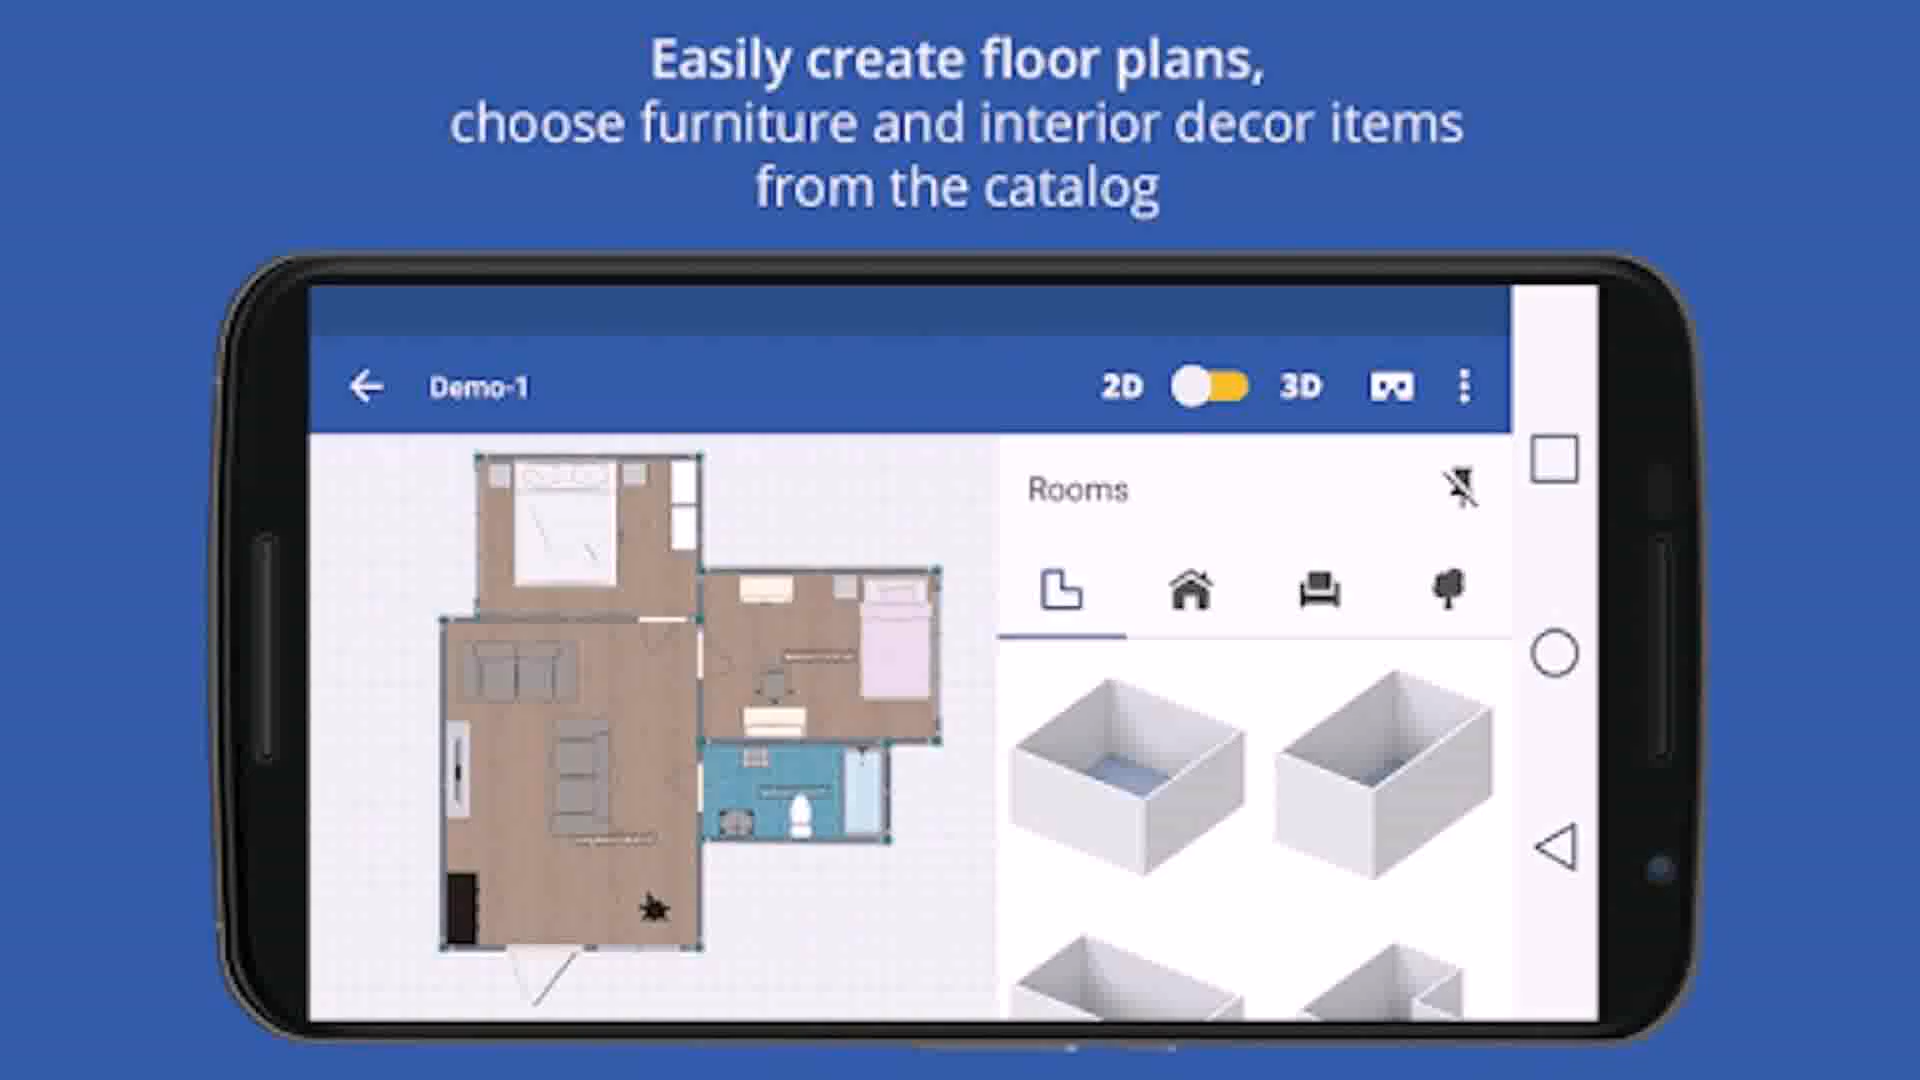 Easily create floor plans,
choose furniture and interior decor items
from the catalog
Demo-1
2D
3D
Rooms